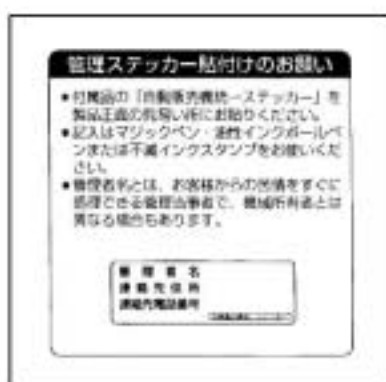 管理ステッカー貼付けのお願い
●付属品の「自動販売機統一ステッカー」を
製品正面の見易い所にお貼りください。
●記入はマジックペン・油性インクボールペ
ンまたは不滅インクスタンプをお使いくだ
さい。
●管理者名とは、お客様からの苦情をすぐに
処理できる管理当事者で、機械所有者とは
異なる場合もあります。
管理者名
連絡先住所
連絡先電話番号